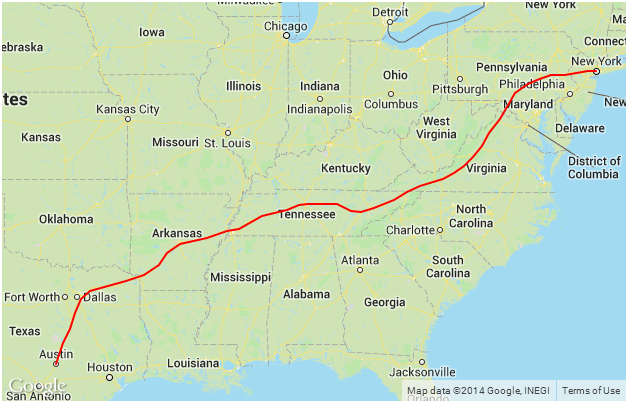 Milwaukee
Detroit
New York
Iowa
Chicago
ebraska
Connect
Pennsylvania
New York
Ohio
Illinois
Indiana
Pittsburgh
Philadelphia
tes
Indianapolis
Columbus
Maryland
New
Kansas City
West
Virginia
Delaware
Kansas
Missouri
St. Louis
District of
Columbia
Kentucky
Virginia
Oklahoma
Tennessee
North
Carolina
Arkansas
Charlotte
Atlanta
South
Carolina
Mississippi
Fort Worth
Dallas
Alabama
Georgia
Texas
Austin
Houston
Louisiana
Jacksonville
Google
San Antonio
Map data ©2014 Google, INEGI
Terms of Use
Orlando